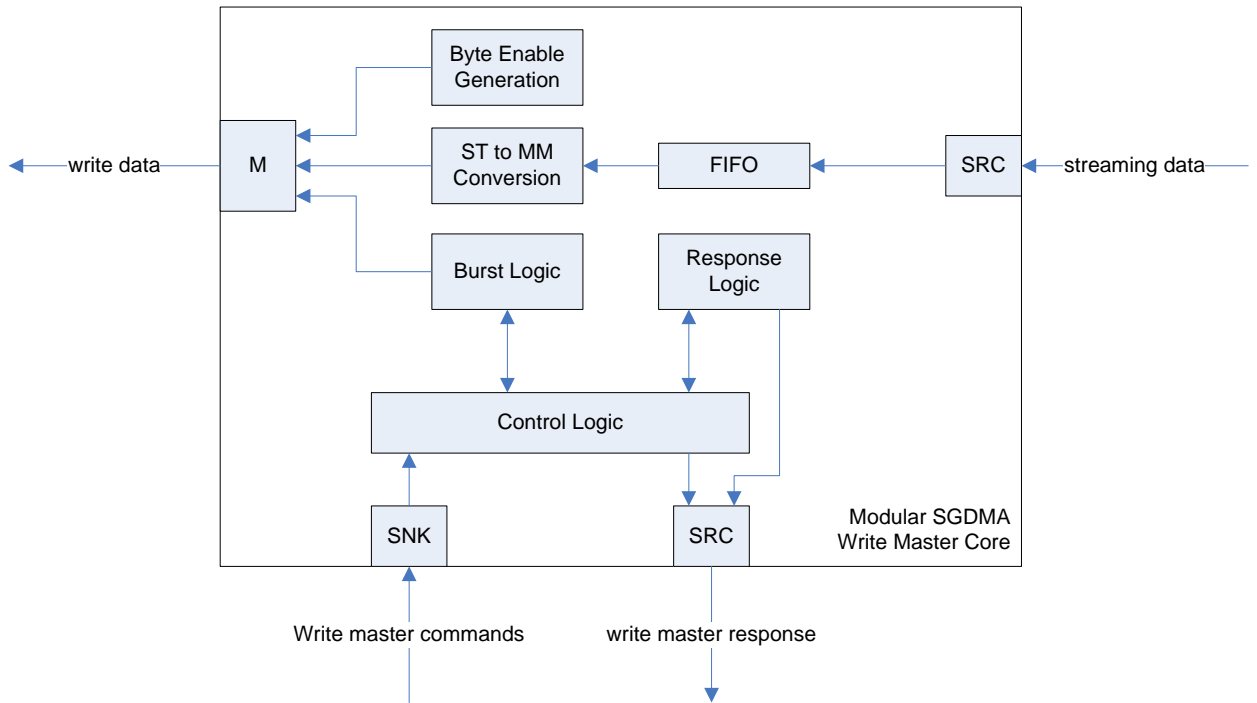 Byte Enable
Generation
write data
M
ST to MM
Conversion
FIFO
SRC
streaming data
Burst Logic
Response
Logic
Control Logic
SNK
SRC
Modular SGDMA
Write Master Core
Write master commands
write master response